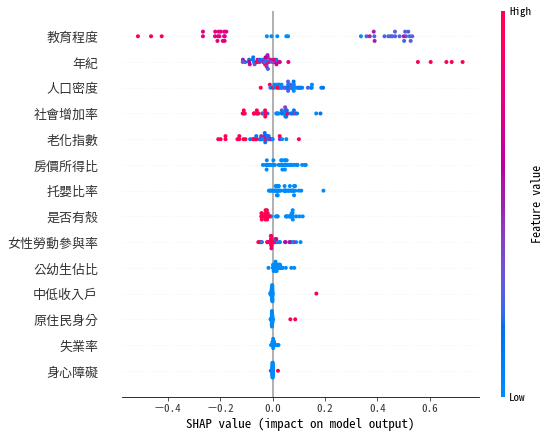 High
教育程度
年紀
人口密度
社會增加率
老化指數
房價所得比
托嬰比率
是否有殼
女性勞動參與率
公幼生佔比
中低收入戶
原住民身分
失業率
身心障礙
Feature value
Low
−0.4 −0.2 0.0 0.2 0.4 0.6
SHAP value (impact on model output)